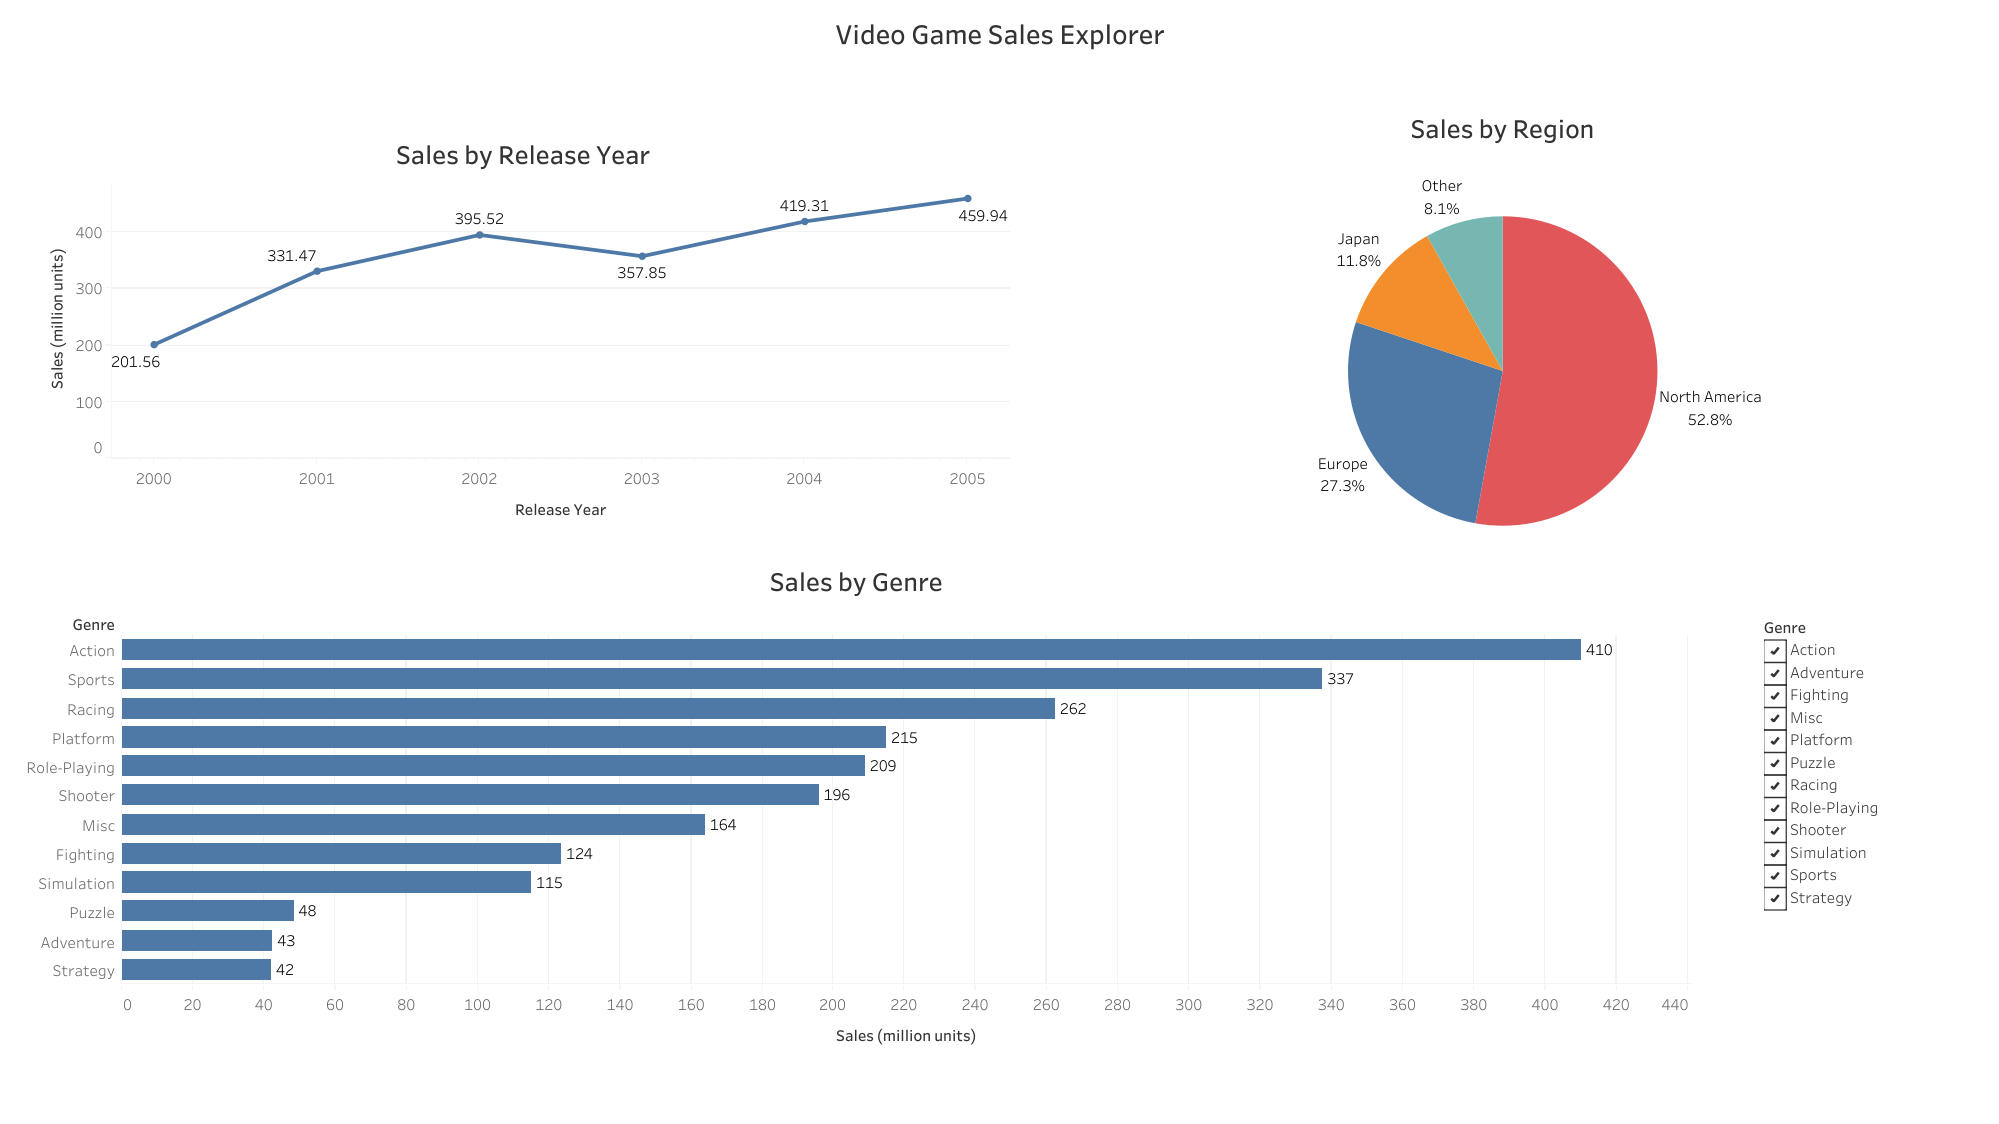 Video Game Sales Explorer
Sales by Release Year
Sales (million units)
400
300
200
100
0
201.56
331.47
395.52
357.85
419.31
459.94
2000 2001 2002 2003 2004 2005
Release Year
Sales by Region
Other
8.1%
Japan
11.8%
North America
52.8%
Europe
27.3%
Sales by Genre
Genre
Action 410
Sports 337
Racing 262
Platform 215
Role-Playing 209
Shooter 196
Misc 164
Fighting 124
Simulation 115
Puzzle 48
Adventure 43
Strategy 42
0 20 40 60 80 100 120 140 160 180 200 220 240 260 280 300 320 340 360 380 400 420 440
Sales (million units)
Genre
Action
Adventure
Fighting
Misc
Platform
Puzzle
Racing
Role-Playing
Shooter
Simulation
Sports
Strategy